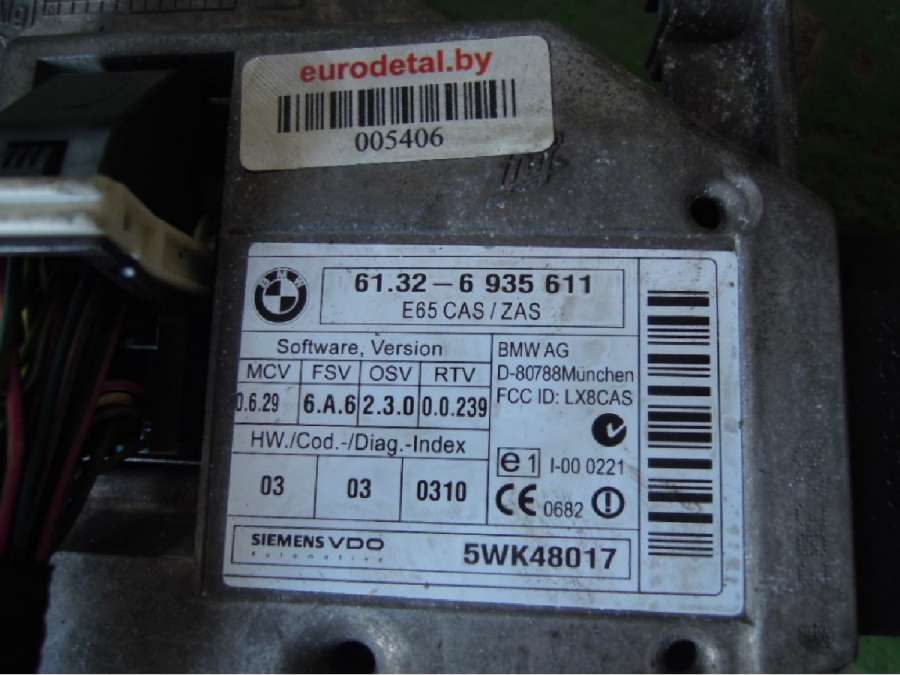 eurodetal.by
005406
BMW
61.32 - 6 935 611
E65 CAS / ZAS
Software, Version
MCV FSV OSV RTV
0.6.29 6.A.6 2.3.0 0.0.239
HW./Cod.-/Diag.-Index
03 03 0310
BMW AG
D-80788München
FCC ID: LX8CAS
e1 I-00 0221
CE 0682
SIEMENS VDO
Automotive
5WK48017